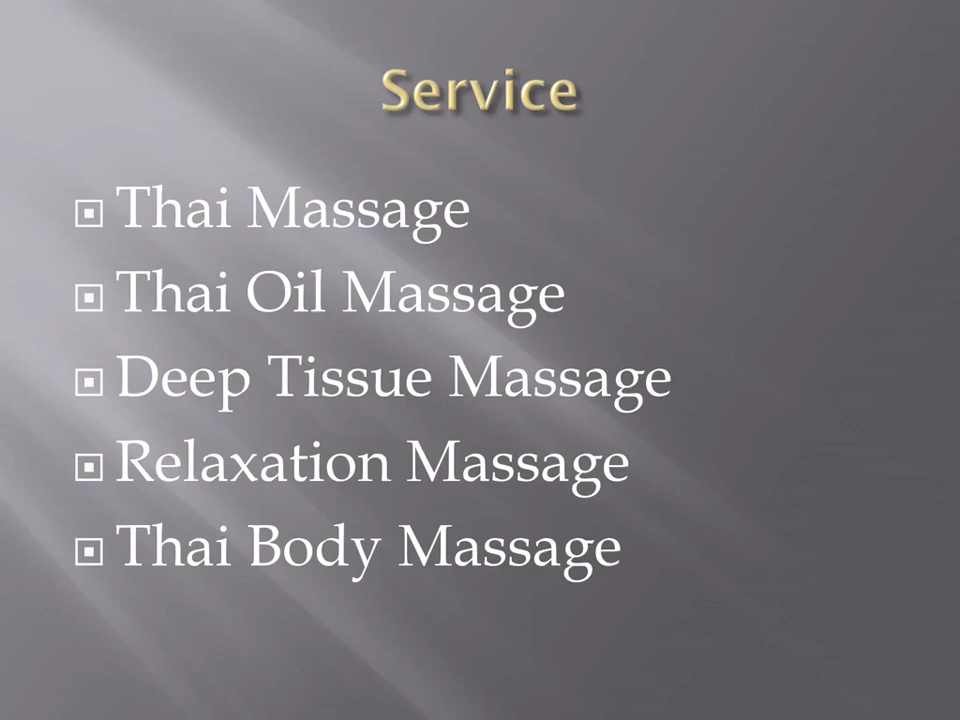 Service
Thai Massage
Thai Oil Massage
Deep Tissue Massage
Relaxation Massage
Thai Body Massage